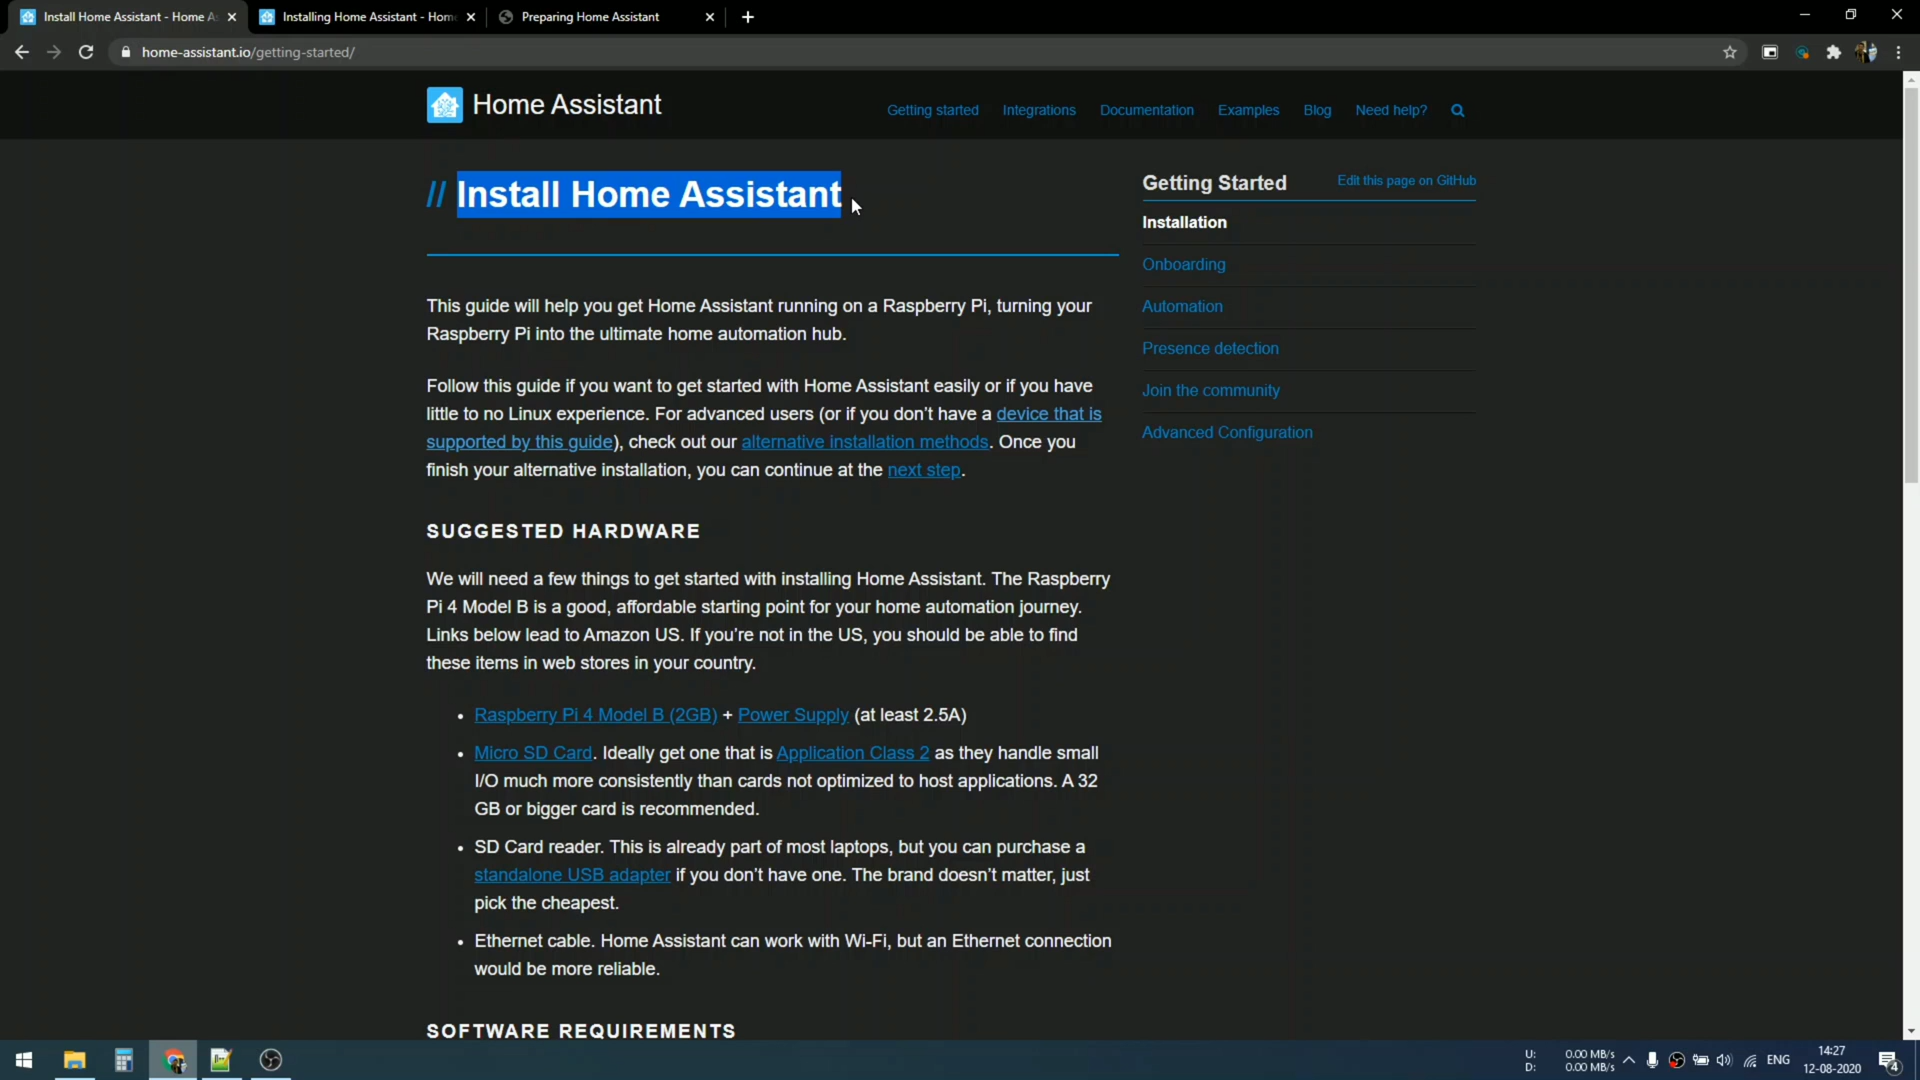 Install Home Assistant - Home As
Installing Home Assistant - Hom
Preparing Home Assistant
home-assistant.io/getting-started/
Home Assistant
Getting started
Integrations
Documentation
Examples
Blog
Need help?
// Install Home Assistant
This guide will help you get Home Assistant running on a Raspberry Pi, turning your
Raspberry Pi into the ultimate home automation hub.
Follow this guide if you want to get started with Home Assistant easily or if you have
little to no Linux experience. For advanced users (or if you don't have a device that is
supported by this guide), check out our alternative installation methods. Once you
finish your alternative installation, you can continue at the next step.
SUGGESTED HARDWARE
We will need a few things to get started with installing Home Assistant. The Raspberry
Pi 4 Model B is a good, affordable starting point for your home automation journey.
Links below lead to Amazon US. If you're not in the US, you should be able to find
these items in web stores in your country.
• Raspberry Pi 4 Model B (2GB) + Power Supply (at least 2.5A)
• Micro SD Card. Ideally get one that is Application Class 2 as they handle small
I/O much more consistently than cards not optimized to host applications. A 32
GB or bigger card is recommended.
• SD Card reader. This is already part of most laptops, but you can purchase a
standalone USB adapter if you don't have one. The brand doesn't matter, just
pick the cheapest.
• Ethernet cable. Home Assistant can work with Wi-Fi, but an Ethernet connection
would be more reliable.
SOFTWARE REQUIREMENTS
Getting Started
Edit this page on GitHub
Installation
Onboarding
Automation
Presence detection
Join the community
Advanced Configuration
U: 0.00 MB/s
D: 0.00 MB/s
ENG
14:27
12-08-2020
4